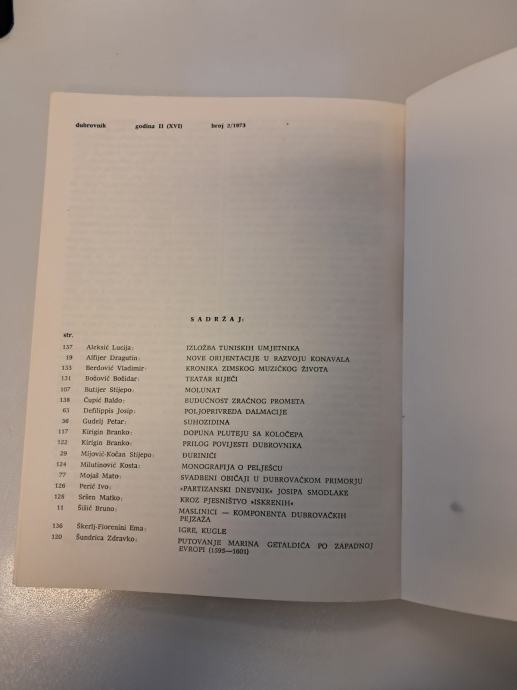 dubrovnik godina II (XVI) broj 2/1973
SADRŽAJ:
str.
137 Aleksić Lucija: IZLOŽBA TUNISKIH UMJETNIKA
19 Alfijer Dragutin: NOVE ORIJENTACIJE U RAZVOJU KONAVALA
133 Berdović Vladimir: KRONIKA ZIMSKOG MUZIČKOG ŽIVOTA
131 Božović Božidar: TEATAR RIJEČI
107 Butijer Stijepo: MOLUNAT
138 Čupić Baldo: BUDUĆNOST ZRAČNOG PROMETA
63 Defilippis Josip: POLJOPRIVREDA DALMACIJE
36 Gudelj Petar: SUHOZIDINA
117 Kirigin Branko: DOPUNA PLUTEJU SA KOLOČEPA
122 Kirigin Branko: PRILOG POVIJESTI DUBROVNIKA
29 Mijović-Kočan Stijepo: ĐURINIĆI
124 Milutinović Kosta: MONOGRAFIJA O PELJEŠCU
77 Mojaš Mato: SVADBENI OBIČAJI U DUBROVAČKOM PRIMORJU
126 Perić Ivo: »PARTIZANSKI DNEVNIK« JOSIPA SMODLAKE
128 Sršen Matko: KROZ PJESNIŠTVO »ISKRENIH«
11 Šilić Bruno: MASLINICI — KOMPONENTA DUBROVAČKIH
PEJZAŽA
136 Škerlj-Fiorenini Ema: IGRE, KUGLE
120 Šundrica Zdravko: PUTOVANJE MARINA GETALDIĆA PO ZAPADNOJ
EVROPI (1595—1601)